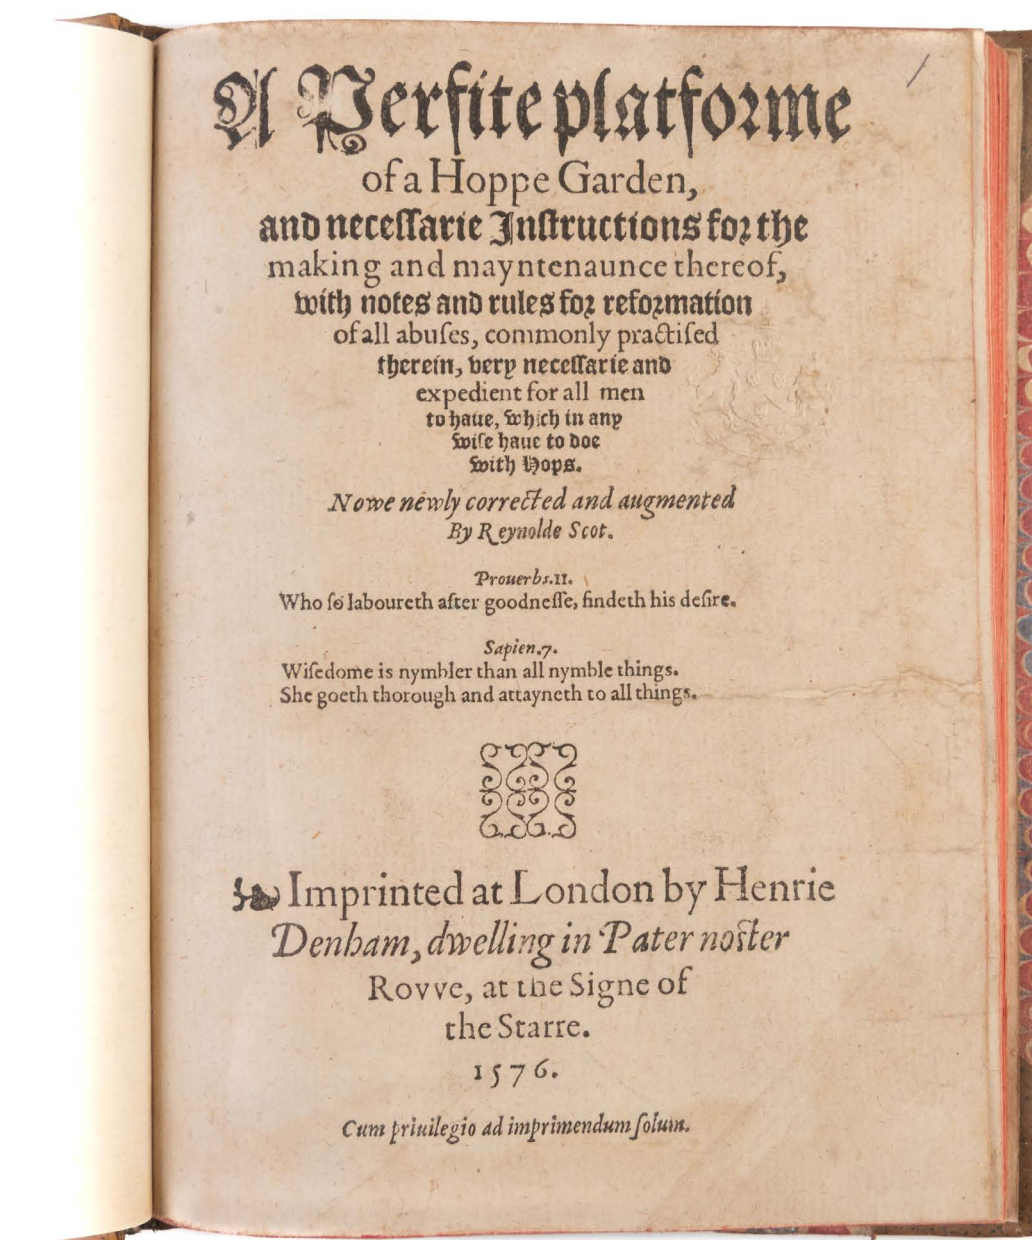 A Perfite platforme
of a Hoppe Garden,
and necessarie Instructions for the
making and mayntenaunce thereof,
with notes and rules for reformation
of all abuses, commonly practised
therein, very necessarie and
expedient for all men
to haue, which in any
wise haue to doe
with Hops.
Nowe newly corrected and augmented
By Reynolde Scot.
Prouerbs.11.
Who so laboureth after goodnesse, findeth his desire.
Sapien.7.
Wisedome is nymbler than all nymble things.
She goeth thorough and attayneth to all things.
Imprinted at London by Henrie
Denham, dwelling in Pater noster
Rovve, at the Signe of
the Starre.
1576.
Cum priuilegio ad imprimendum solum.